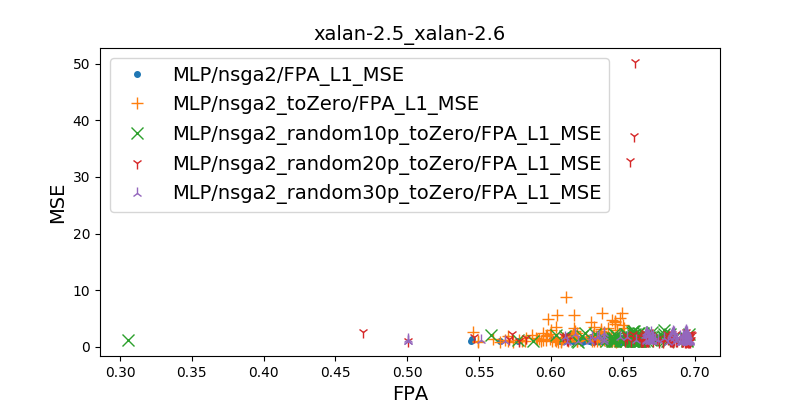 xalan-2.5_xalan-2.6
MLP/nsga2/FPA_L1_MSE
MLP/nsga2_toZero/FPA_L1_MSE
MLP/nsga2_random10p_toZero/FPA_L1_MSE
MLP/nsga2_random20p_toZero/FPA_L1_MSE
MLP/nsga2_random30p_toZero/FPA_L1_MSE
MSE
50
40
30
20
10
0
0.30 0.35 0.40 0.45 0.50 0.55 0.60 0.65 0.70
FPA